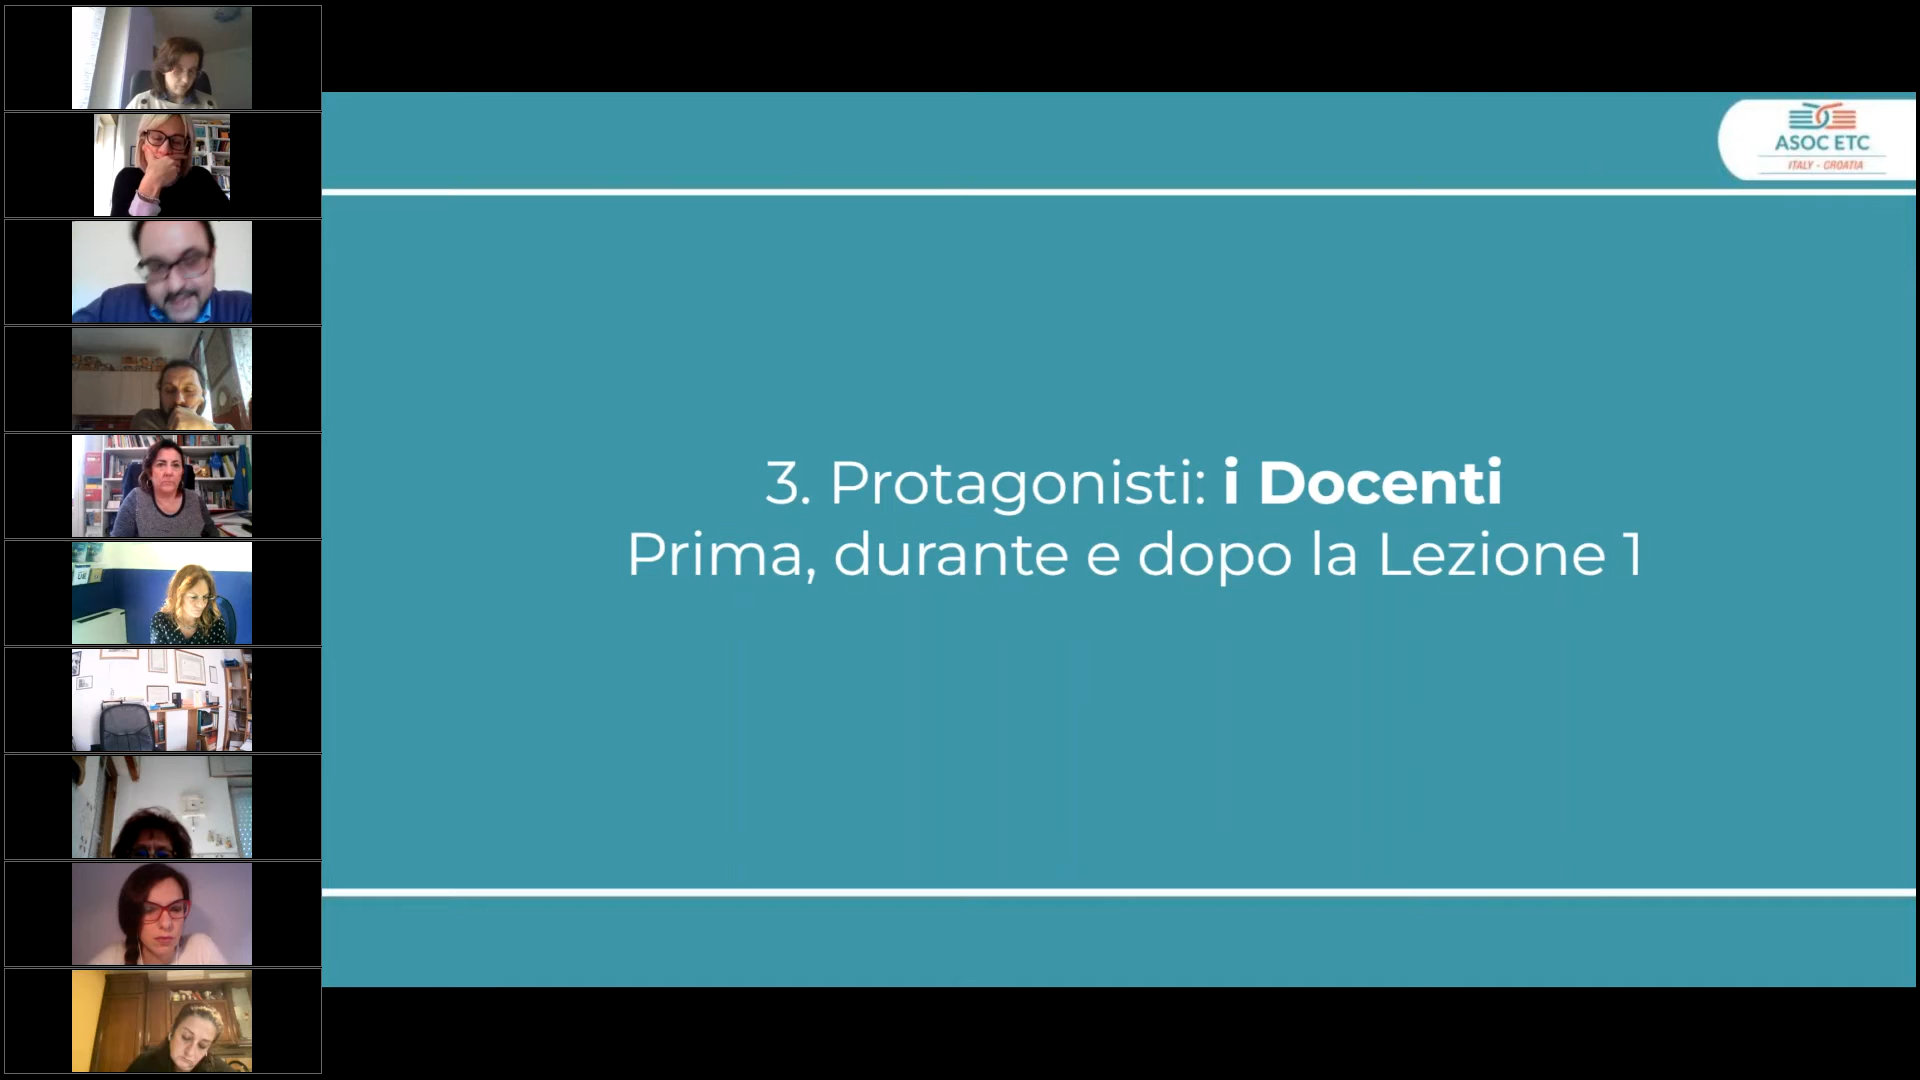 ASOC ETC
ITALY - CROATIA
3. Protagonisti: i Docenti
Prima, durante e dopo la Lezione 1